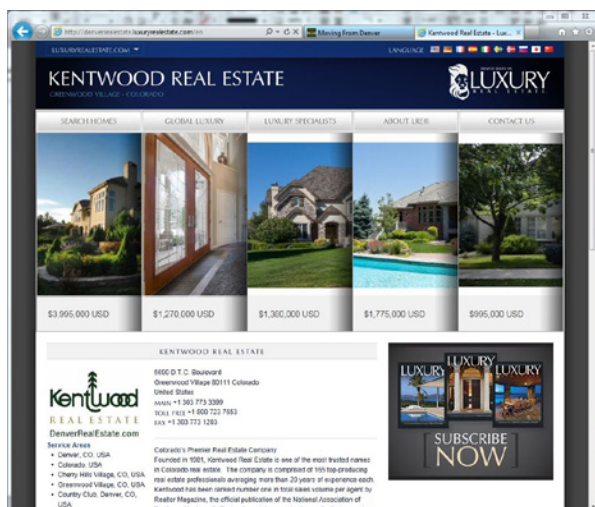 http://denverrealestate.luxuryrealestate.com/en
Moving From Denver
Kentwood Real Estate - Lux...
LUXURYREALESTATE.COM
LANGUAGE
KENTWOOD REAL ESTATE
GREENWOOD VILLAGE - COLORADO
LUXURY
REAL ESTATE
SEARCH HOMES
GLOBAL LUXURY
LUXURY SPECIALISTS
ABOUT
CONTACT US
$3,995,000 USD
$1,270,000 USD
$1,300,000 USD
$1,775,000 USD
$995,000 USD
KENTWOOD REAL ESTATE
Kentwood
REAL ESTATE
DenverRealEstate.com
Service Areas
• Denver, CO, USA
• Colorado, USA
• Cherry Hills Village, CO, USA
• Greenwood Village, CO, USA
• Country Club, Denver, CO,
USA
D.T.C. Boulevard
Greenwood Village 80111 Colorado
United States
MAIN +1 303 773 3399
TOLL FREE +1 800 723 7653
FAX +1 303 773 1283
Colorado's Premier Real Estate Company
Founded in 1981, Kentwood Real Estate is one of the most trusted names
in Colorado real estate. The company is comprised of 165 top-producing
real estate professionals averaging more than 20 years of experience each.
Kentwood has been ranked number one in total sales volume per agent by
Realtor Magazine, the official publication of the National Association of
LUXURY
LUXURY
LUXURY
SUBSCRIBE
NOW